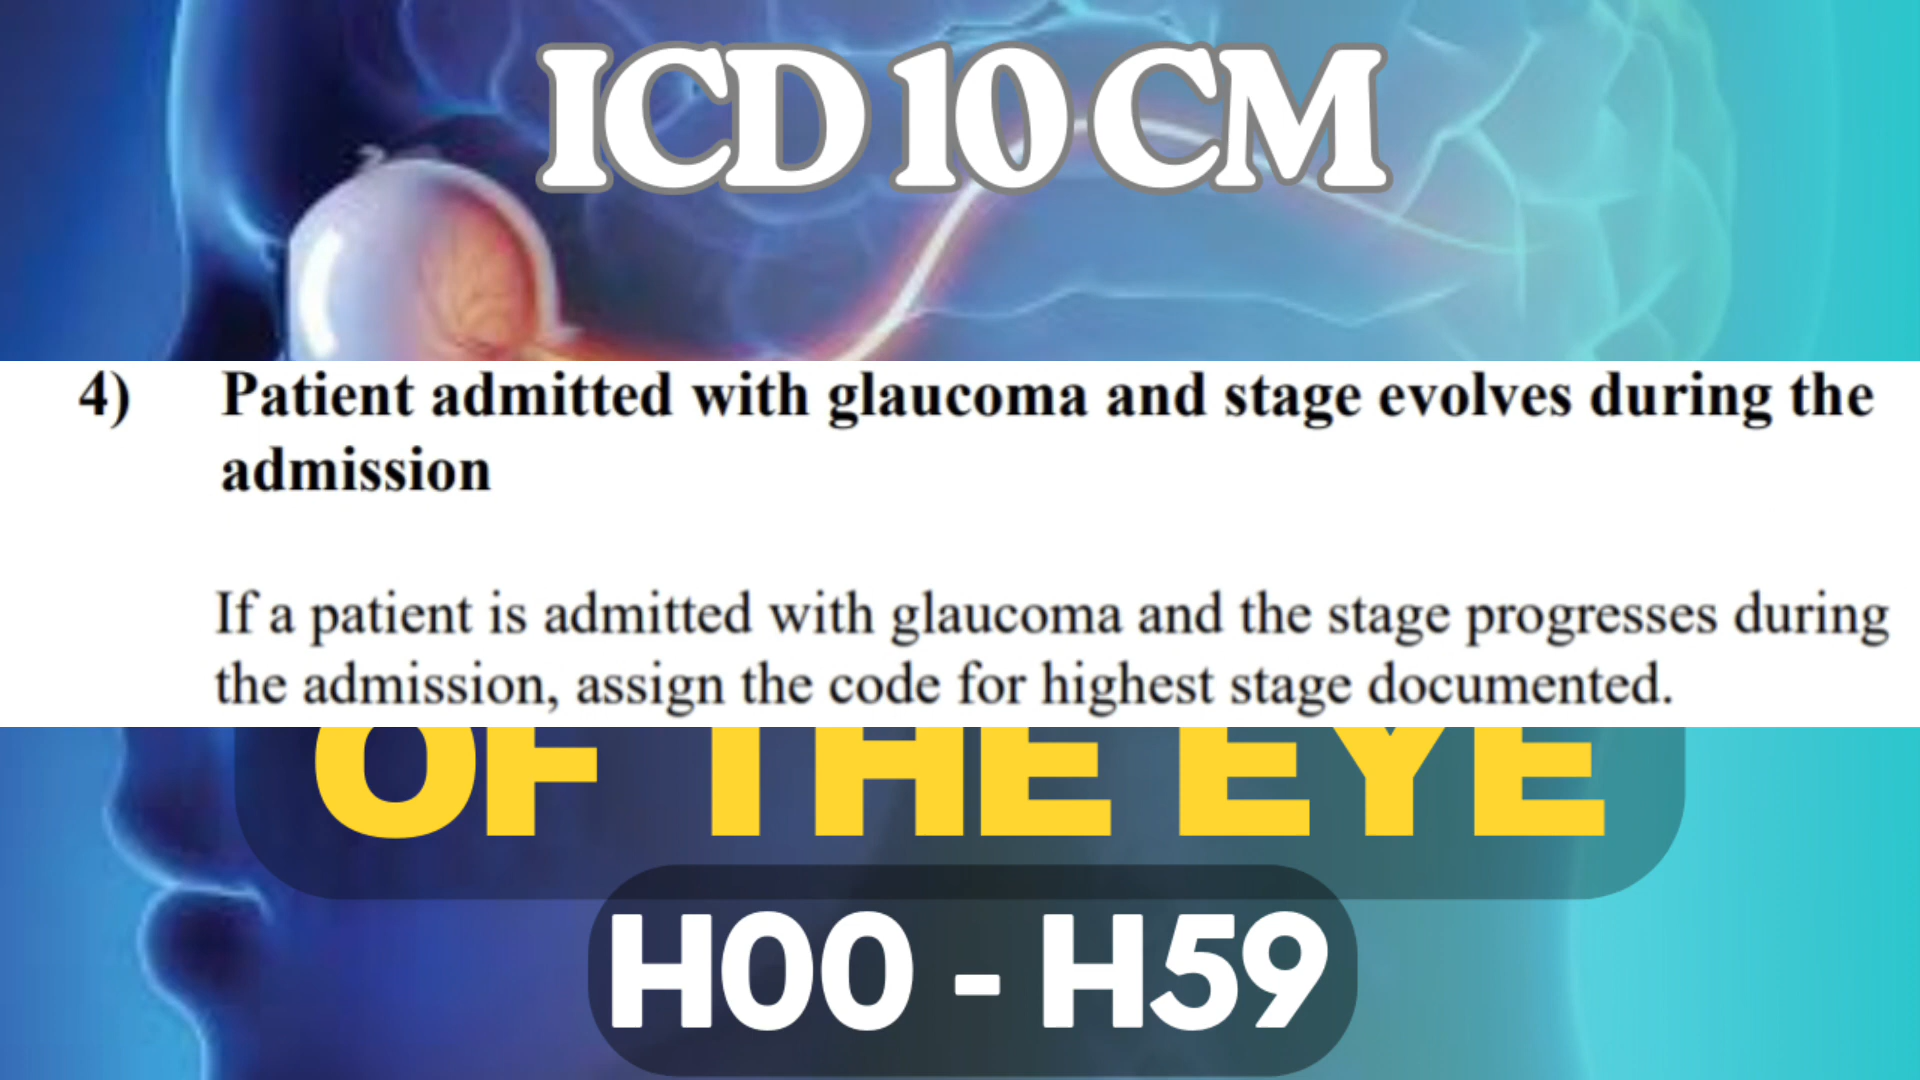 ICD 10 CM
4) Patient admitted with glaucoma and stage evolves during the
admission
If a patient is admitted with glaucoma and the stage progresses during
the admission, assign the code for highest stage documented.
OF THE EYE
H00 - H59